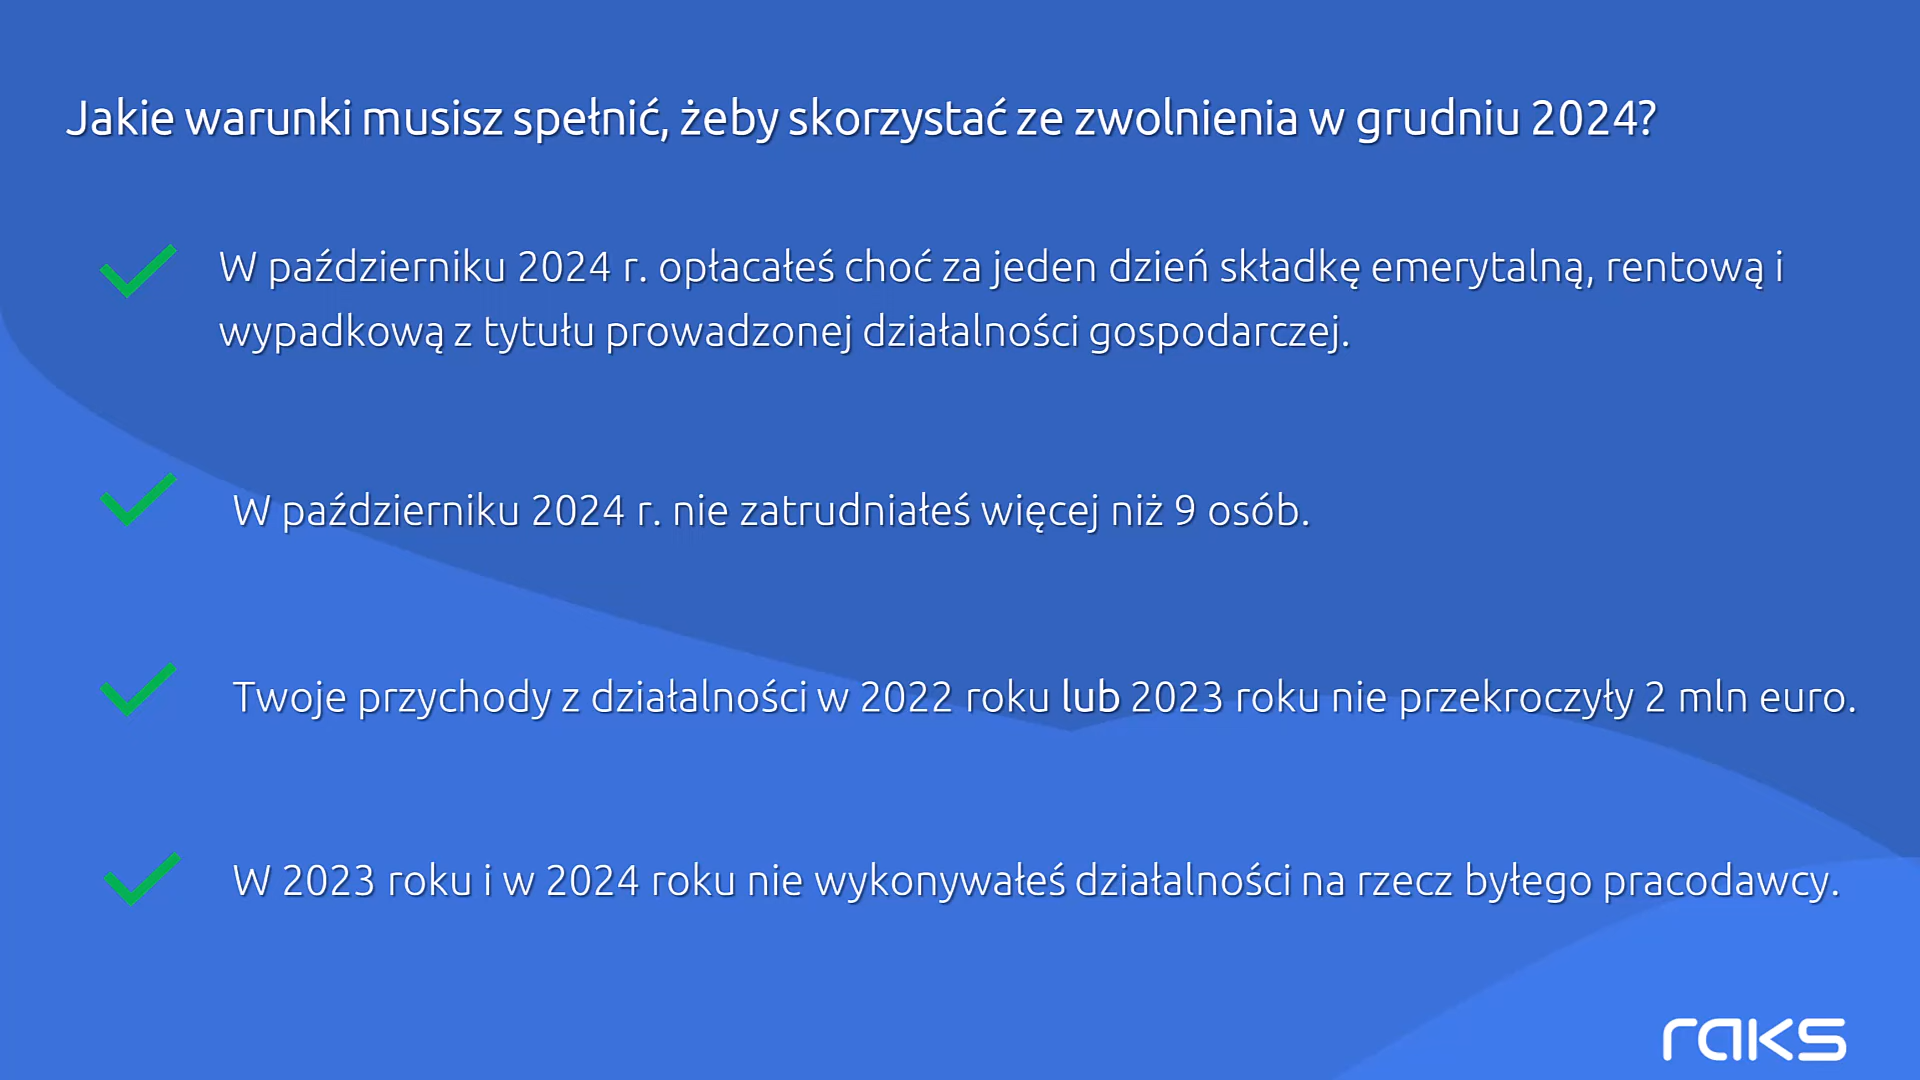 Jakie warunki musisz spełnić, żeby skorzystać ze zwolnienia w grudniu 2024?
W październiku 2024 r. opłacałeś choć za jeden dzień składkę emerytalną, rentową i
wypadkową z tytułu prowadzonej działalności gospodarczej.
W październiku 2024 r. nie zatrudniałeś więcej niż 9 osób.
Twoje przychody z działalności w 2022 roku lub 2023 roku nie przekroczyły 2 mln euro.
W 2023 roku i w 2024 roku nie wykonywałeś działalności na rzecz byłego pracodawcy.
raks